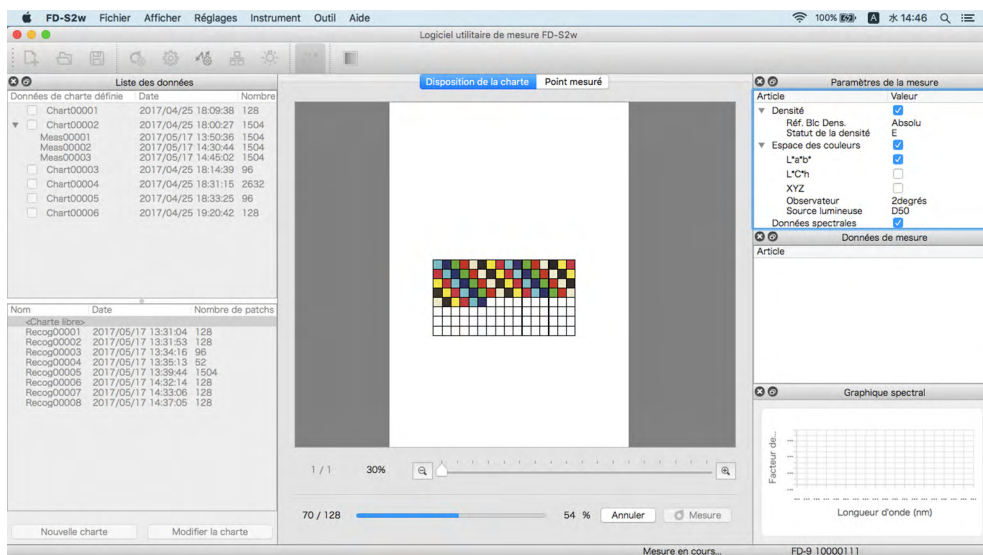 FD-S2w Fichier Afficher Réglages Instrument Outil Aide 100% A 水14:46
Logiciel utilitaire de mesure FD-S2w
Liste des données
Données de charte définie Date Nombre
Chart00001 2017/04/25 18:09:38 128
Chart00002 2017/04/25 18:00:27 1504
Meas00001 2017/05/17 13:50:36 1504
Meas00002 2017/05/17 14:30:44 1504
Meas00003 2017/05/17 14:45:02 1504
Chart00003 2017/04/25 18:14:39 96
Chart00004 2017/04/25 18:31:15 2632
Chart00005 2017/04/25 18:33:25 96
Chart00006 2017/04/25 19:20:42 128
Nom Date Nombre de patchs
<Charte libre>
Recog00001 2017/05/17 13:31:04 128
Recog00002 2017/05/17 13:31:53 128
Recog00003 2017/05/17 13:34:16 96
Recog00004 2017/05/17 13:35:13 52
Recog00005 2017/05/17 13:39:44 1504
Recog00006 2017/05/17 14:32:14 128
Recog00007 2017/05/17 14:33:06 128
Recog00008 2017/05/17 14:37:05 128
Nouvelle charte Modifier la charte
Disposition de la charte Point mesuré
1 / 1 30%
70 / 128 54 % Annuler Mesure
Paramètres de la mesure
Article Valeur
Densité
Réf. Blc Dens. Absolu
Statut de la densité E
Espace des couleurs
L*a*b*
L*C*h
XYZ
Observateur 2degrés
Source lumineuse D50
Données spectrales
Données de mesure
Article
Graphique spectral
Facteur de...
... ... ...
... ... ... ... ... ... ... ... ... ... ... ... ... ... ... ...
Longueur d'onde (nm)
Mesure en cours... FD-9 10000111